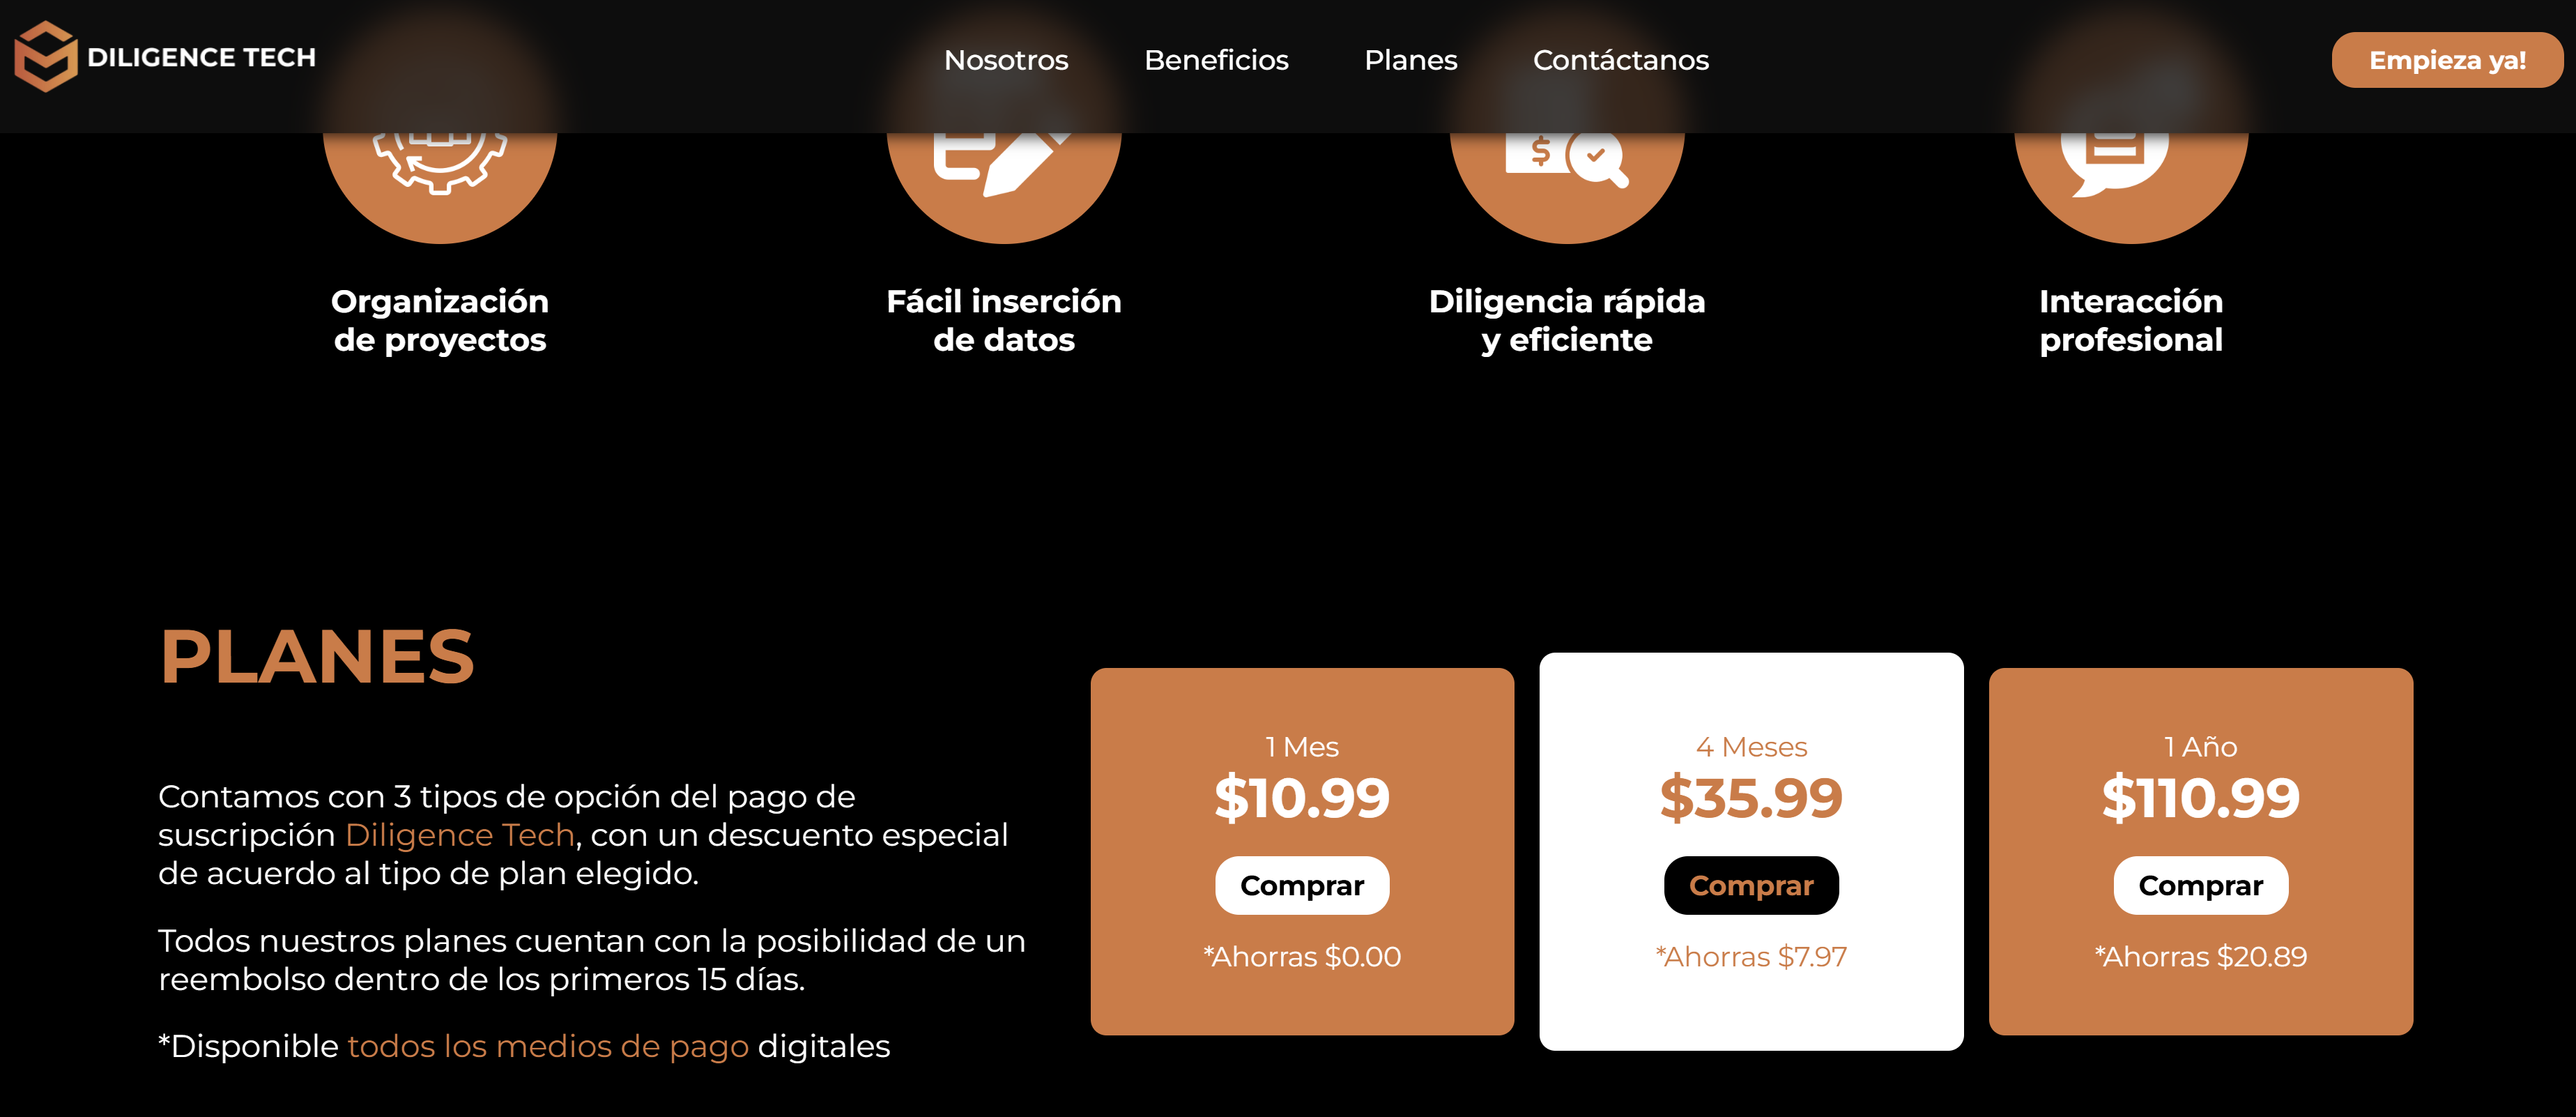 DILIGENCE TECH
Nosotros
Beneficios
Planes
Contáctanos
Empieza ya!
$
Organización
de proyectos
Fácil inserción
de datos
Diligencia rápida
y eficiente
Interacción
profesional
PLANES
Contamos con 3 tipos de opción del pago de
suscripción Diligence Tech, con un descuento especial
de acuerdo al tipo de plan elegido.
Todos nuestros planes cuentan con la posibilidad de un
reembolso dentro de los primeros 15 días.
*Disponible todos los medios de pago digitales
1 Mes
$10.99
Comprar
*Ahorras $0.00
4 Meses
$35.99
Comprar
*Ahorras $7.97
1 Año
$110.99
Comprar
*Ahorras $20.89